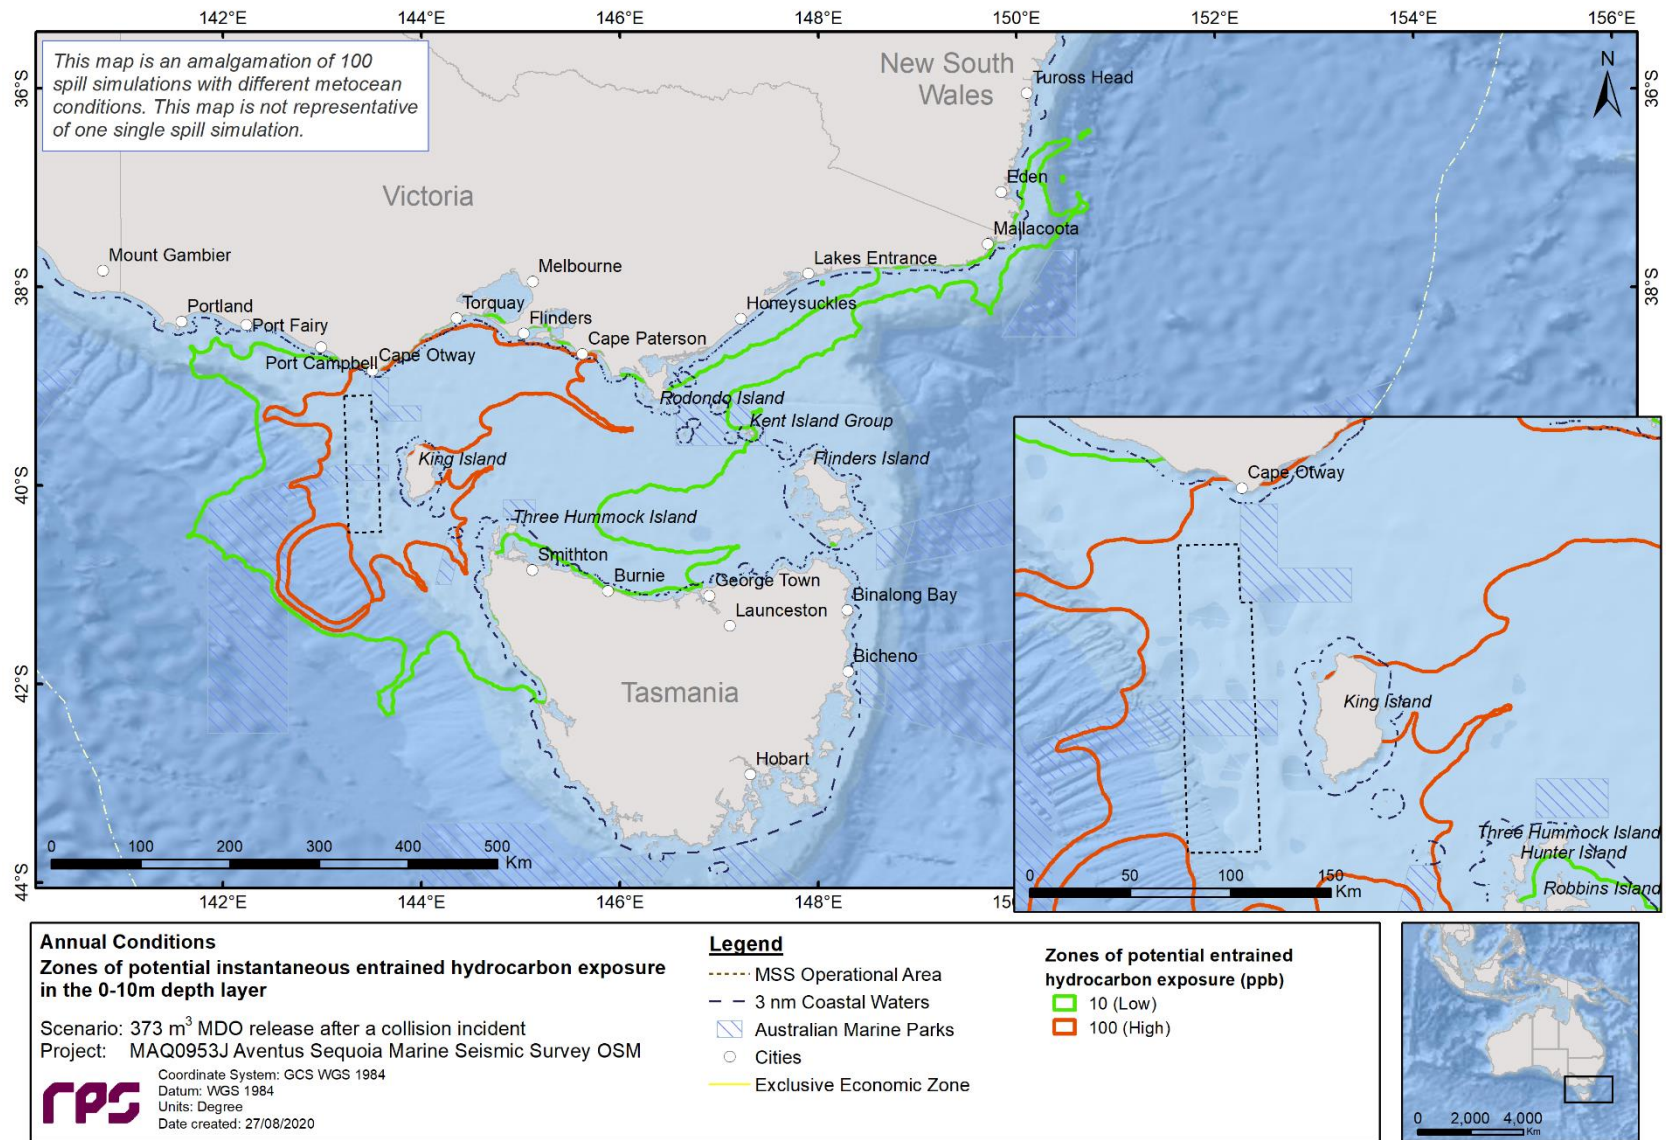 142°E 144°E 146°E 148°E 150°E 152°E 154°E 156°E
This map is an amalgamation of 100
spill simulations with different metocean
conditions. This map is not representative
of one single spill simulation.
New South
Wales
Tuross Head
N
36°S
36°S
Victoria
Eden
Mallacoota
Mount Gambier
Melbourne
Lakes Entrance
38°S
38°S
Portland
Torquay
Honeysuckles
Port Fairy
Flinders
Cape Paterson
Port Campbell
Cape Otway
Rodondo Island
Kent Island Group
King Island
Flinders Island
40°S
Three Hummock Island
Smithton
Burnie
George Town
Launceston
Binalong Bay
Bicheno
42°S
Tasmania
Hobart
0 100 200 300 400 500
Km
44°S
142°E 144°E 146°E 148°E 150
Cape Otway
King Island
Three Hummock Island
Hunter Island
Robbins Island
0 50 100 150
Km
Annual Conditions
Zones of potential instantaneous entrained hydrocarbon exposure
in the 0-10m depth layer
Scenario: 373 m³ MDO release after a collision incident
Project: MAQ0953J Aventus Sequoia Marine Seismic Survey OSM
rps
Coordinate System: GCS WGS 1984
Datum: WGS 1984
Units: Degree
Date created: 27/08/2020
Legend
MSS Operational Area
3 nm Coastal Waters
Australian Marine Parks
Cities
Exclusive Economic Zone
Zones of potential entrained
hydrocarbon exposure (ppb)
10 (Low)
100 (High)
0 2,000 4,000
Km